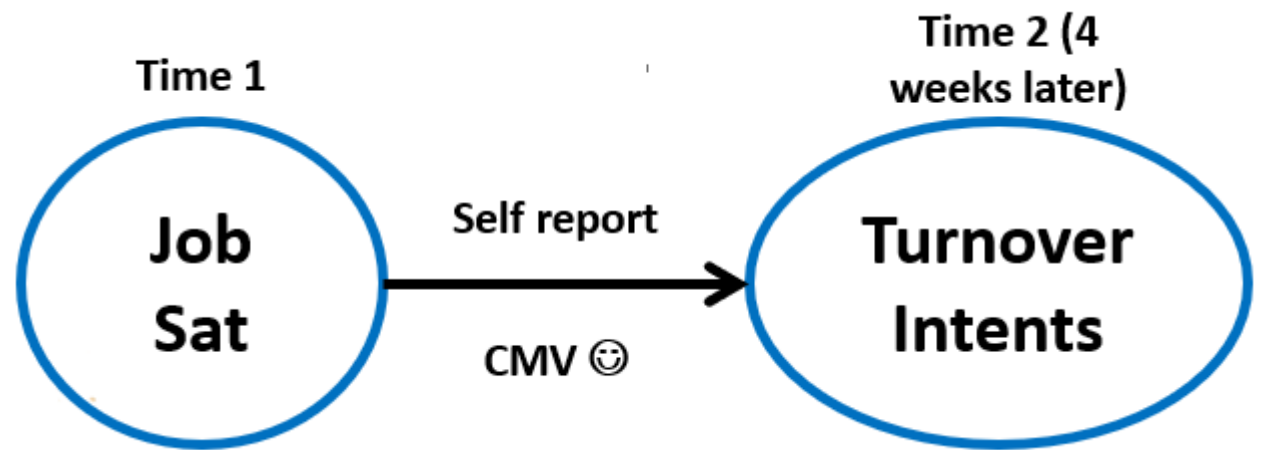 Time 1
Time 2 (4
weeks later)
Job
Sat
Self report
CMV ☺
Turnover
Intents